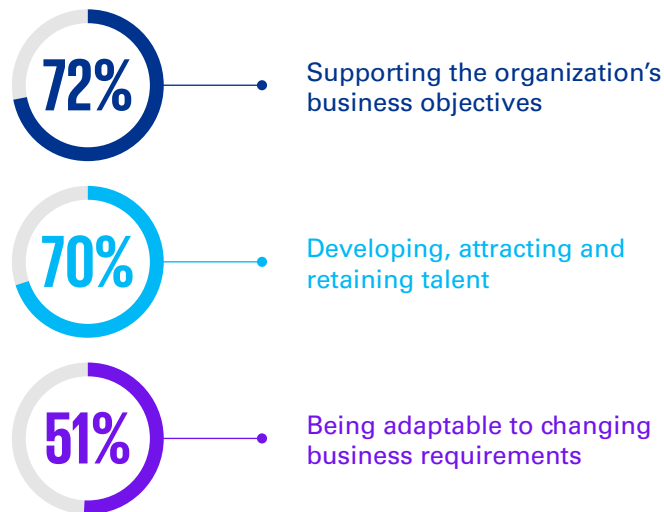 72%
Supporting the organization’s
business objectives
70%
Developing, attracting and
retaining talent
51%
Being adaptable to changing
business requirements